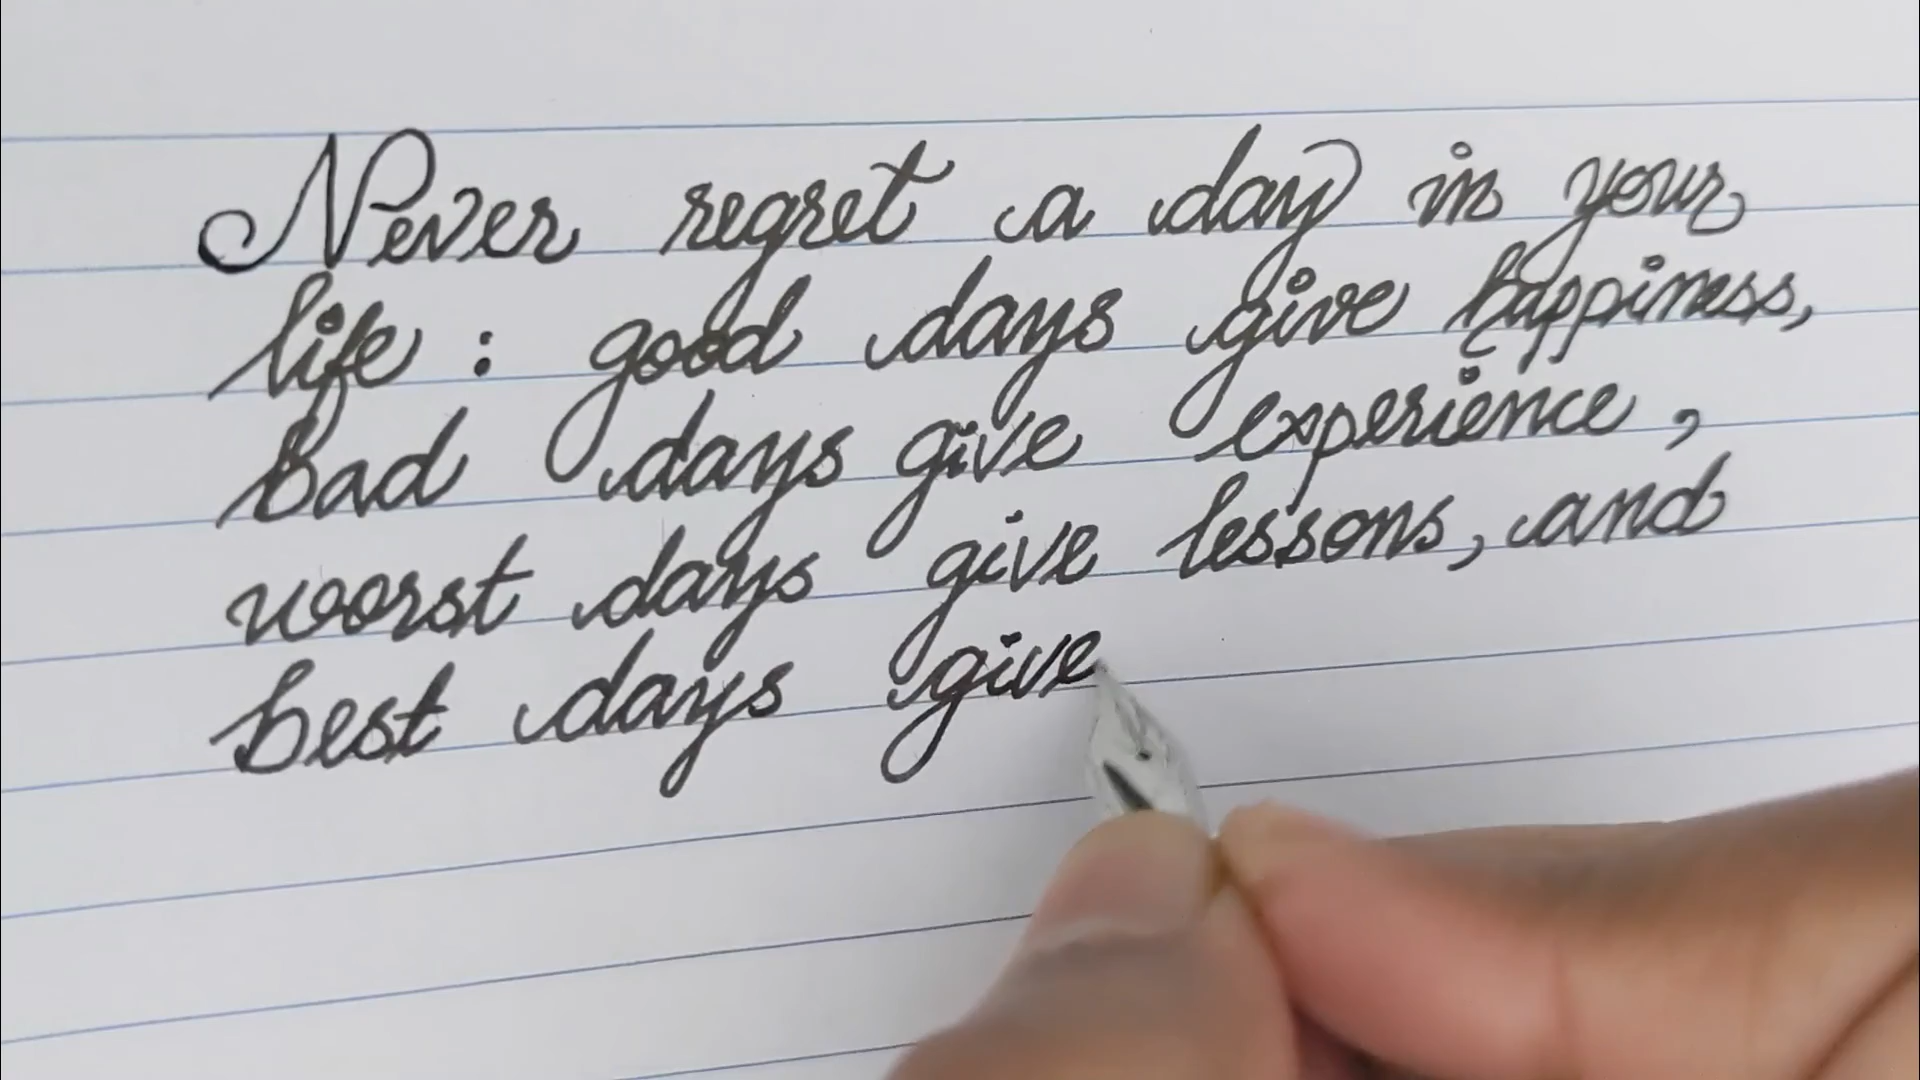 Never regret a day in your
life : good days give happiness,
bad days give experience,
worst days give lessons, and
best days give